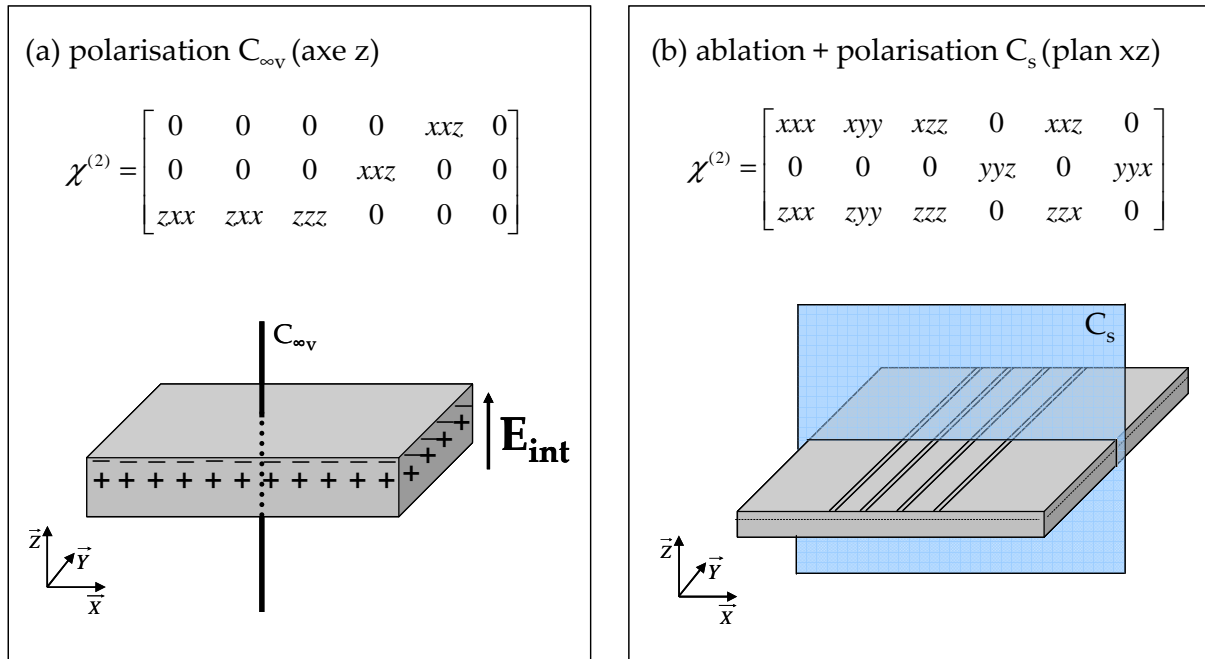 (a) polarisation C∞v (axe z)
χ(2) =
0 0 0 0 xxz 0
0 0 0 xxz 0 0
zxx zxx zzz 0 0 0
C∞v
− − − − − − − − − − −
+ + + + + + + + + + + + + + +
Eint
Z
Y
X
(b) ablation + polarisation Cs (plan xz)
χ(2) =
xxx xyy xzz 0 xxz 0
0 0 0 yyz 0 yyx
zxx zyy zzz 0 zzx 0
Cs
Z
Y
X